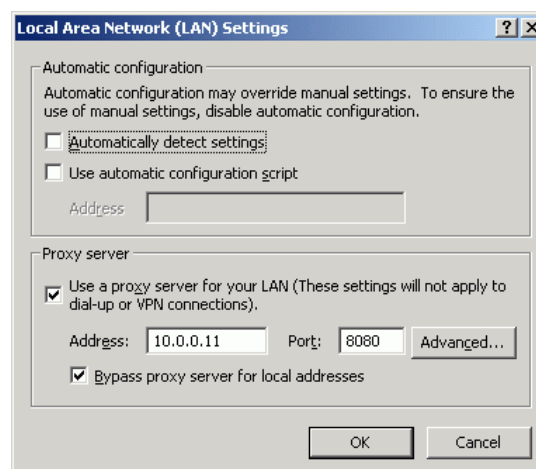 Local Area Network (LAN) Settings
Automatic configuration
Automatic configuration may override manual settings. To ensure the
use of manual settings, disable automatic configuration.
Automatically detect settings
Use automatic configuration script
Address
Proxy server
Use a proxy server for your LAN (These settings will not apply to
dial-up or VPN connections).
Address: 10.0.0.11 Port: 8080 Advanced...
Bypass proxy server for local addresses
OK Cancel